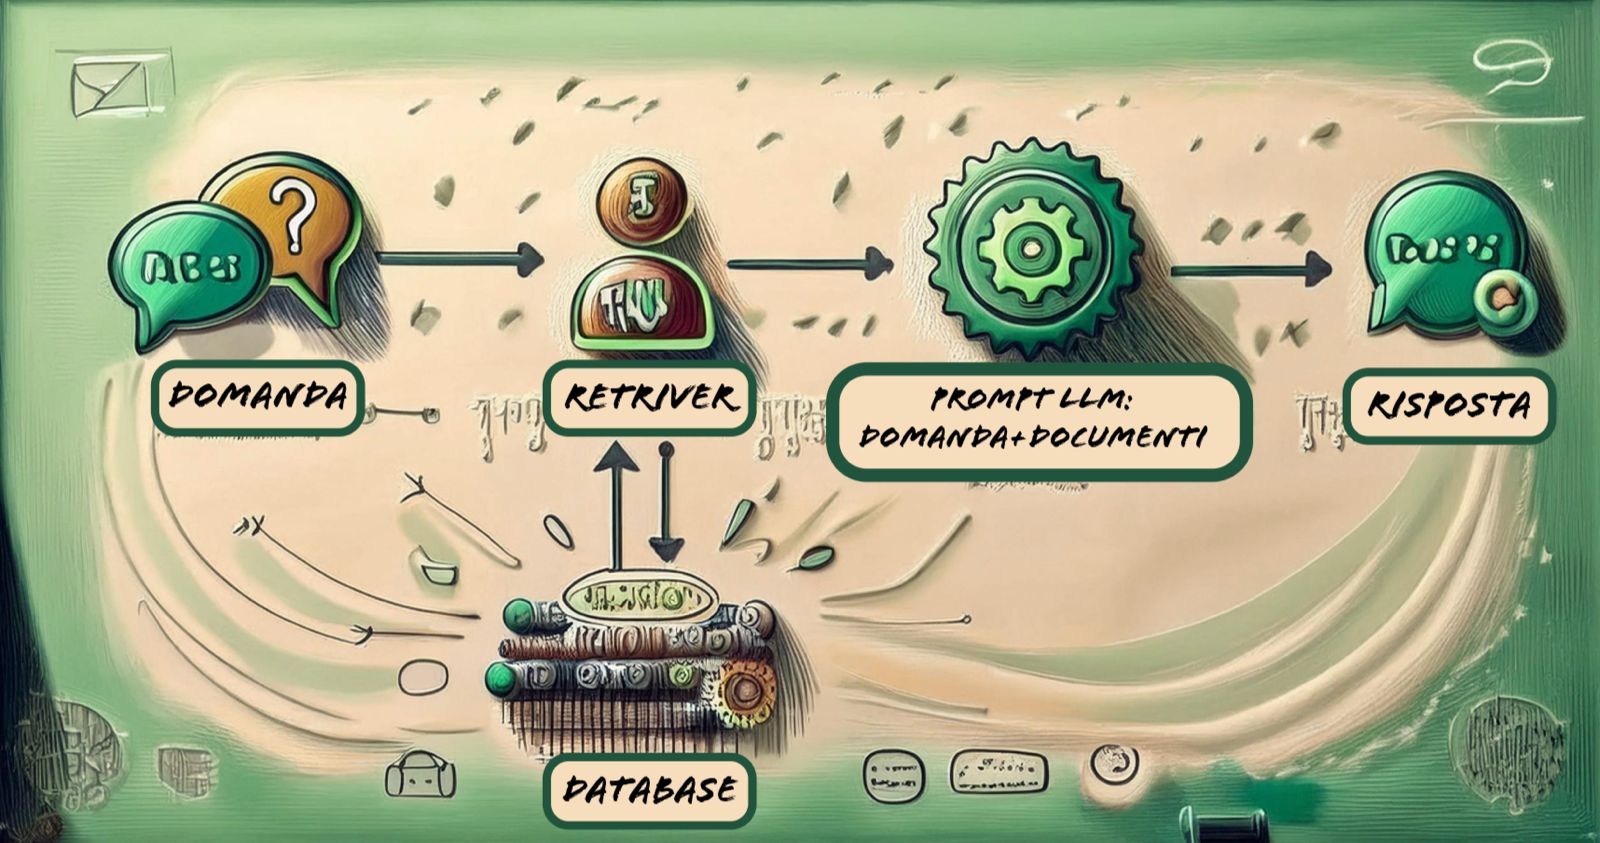 DOMANDA
RETRIVER
PROMPT LLM:
DOMANDA+DOCUMENTI
RISPOSTA
DATABASE